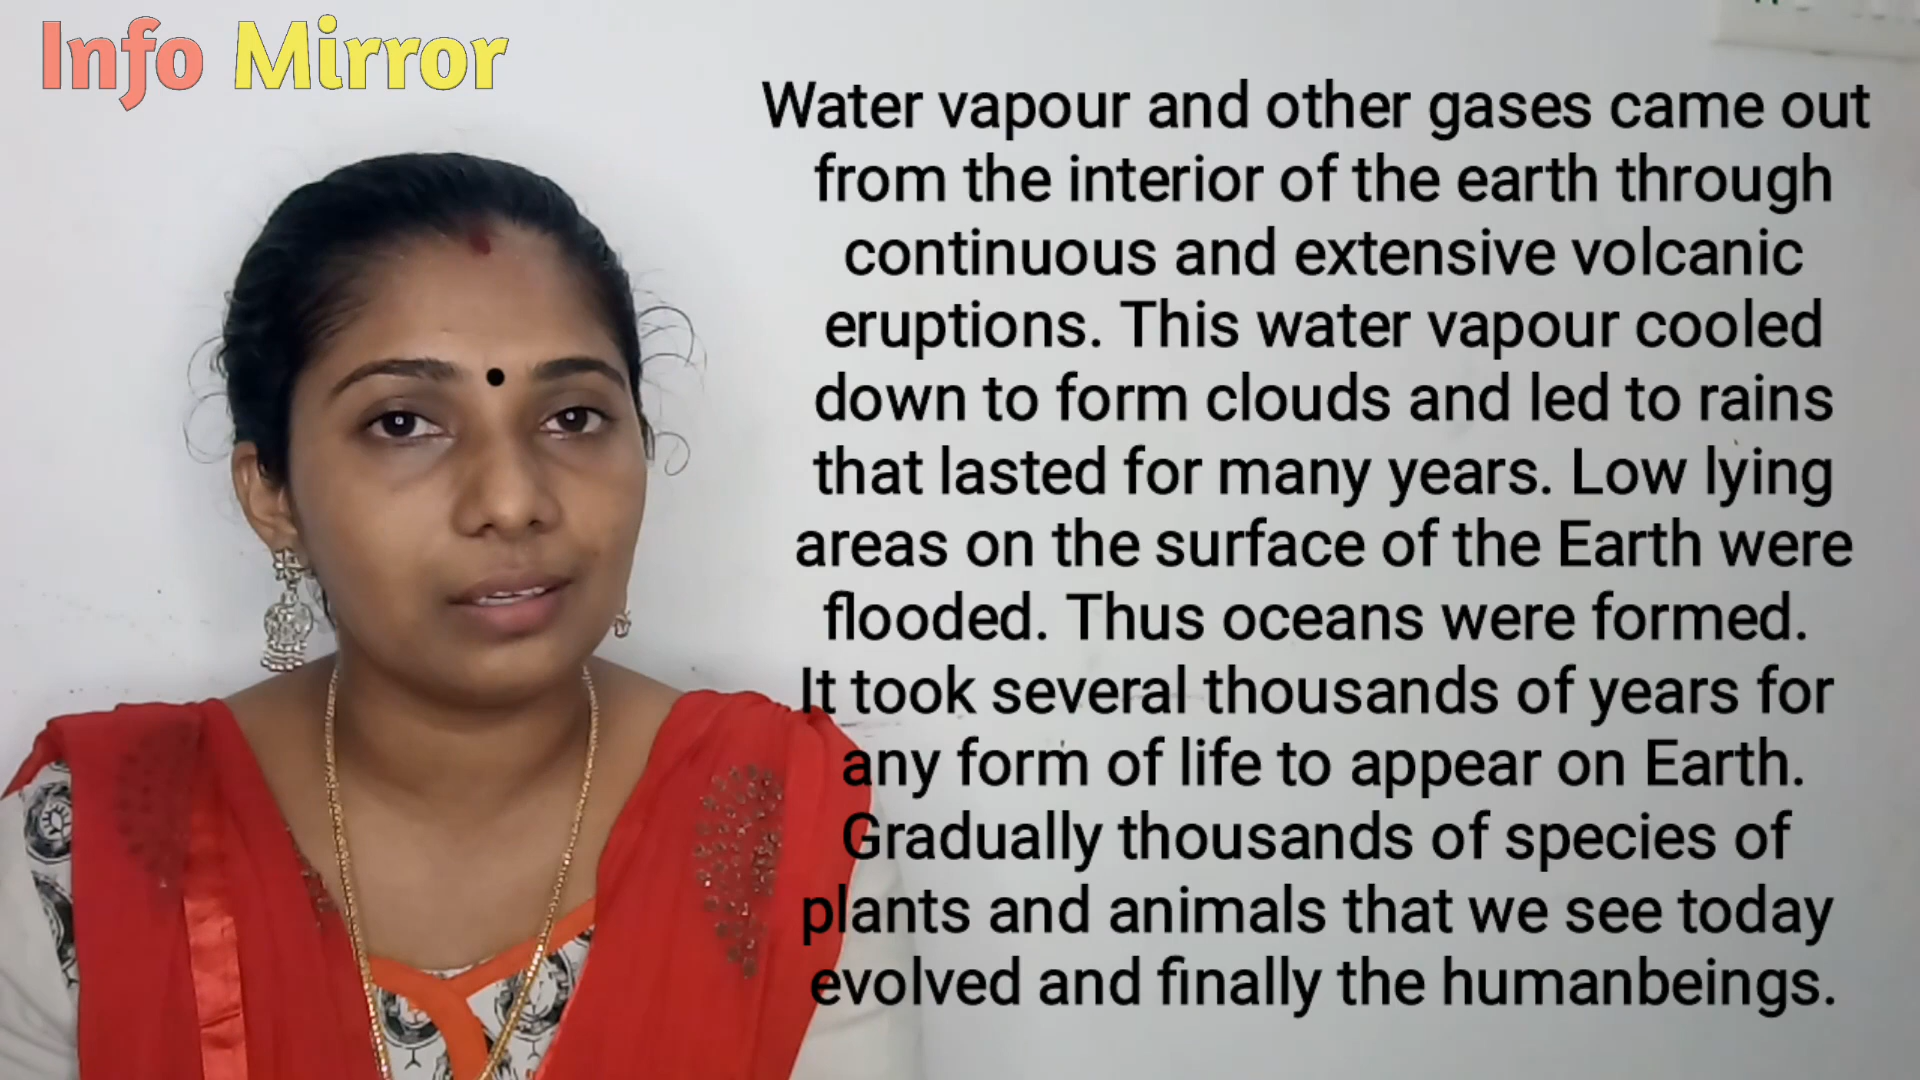 Info Mirror
Water vapour and other gases came out
from the interior of the earth through
continuous and extensive volcanic
eruptions. This water vapour cooled
down to form clouds and led to rains
that lasted for many years. Low lying
areas on the surface of the Earth were
flooded. Thus oceans were formed.
It took several thousands of years for
any form of life to appear on Earth.
Gradually thousands of species of
plants and animals that we see today
evolved and finally the humanbeings.